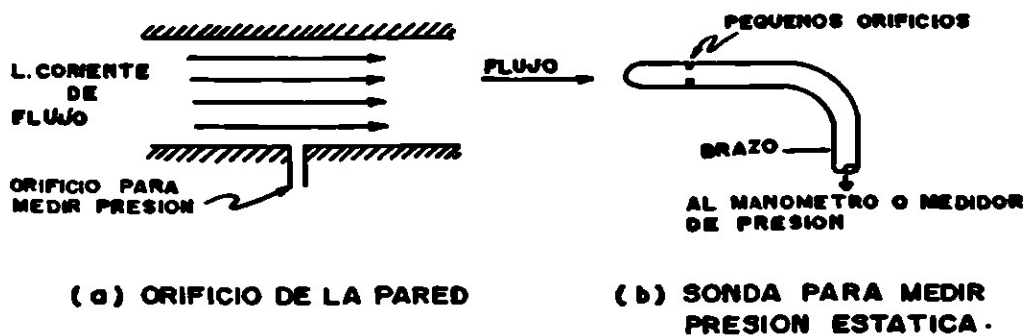 L. CORRIENTE
DE
FLUJO
ORIFICIO PARA
MEDIR PRESION
FLUJO
PEQUENOS ORIFICIOS
BRAZO
AL MANOMETRO O MEDIDOR
DE PRESION
(a) ORIFICIO DE LA PARED
(b) SONDA PARA MEDIR
PRESION ESTATICA.